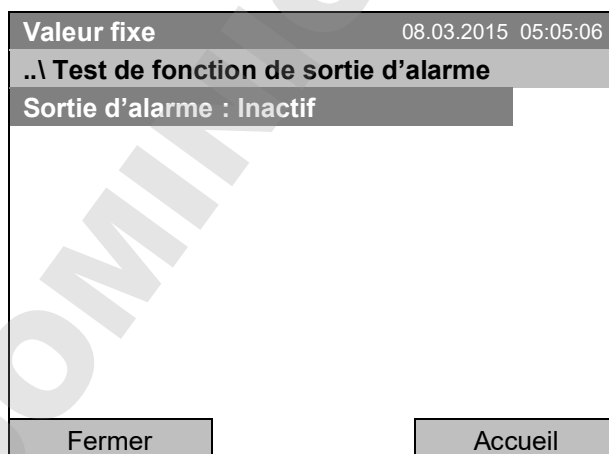 Valeur fixe 08.03.2015 05:05:06
..\ Test de fonction de sortie d’alarme
Sortie d’alarme : Inactif
Fermer Accueil